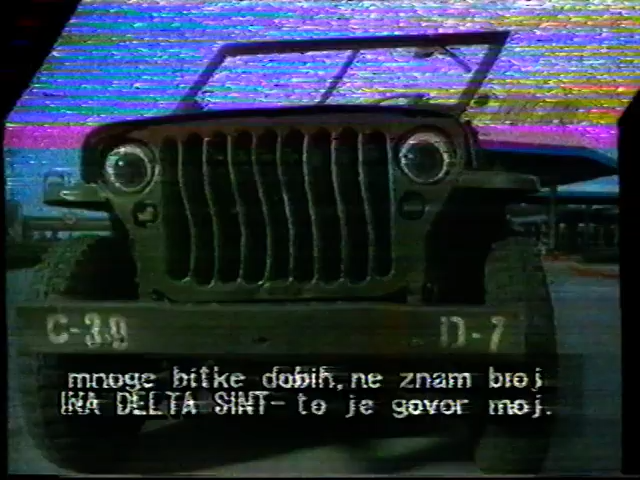 C-39 D-7
mnoge bitke dobih, ne znam broj
INA DELTA SINT- to je govor moj.